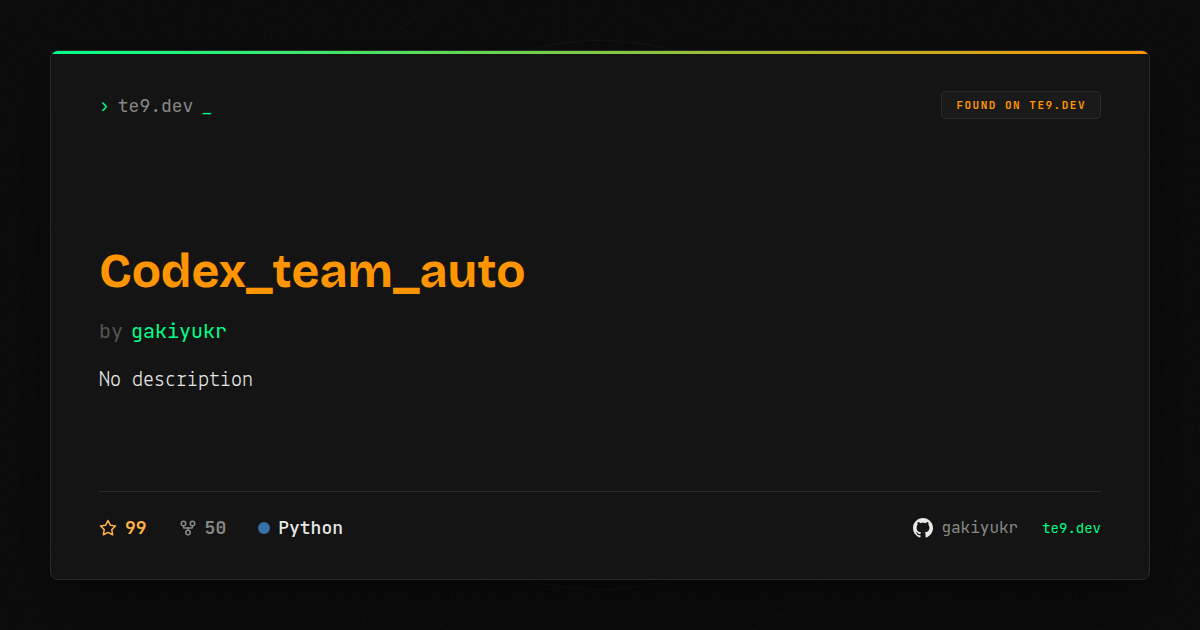 › te9.dev _
FOUND ON TE9.DEV
Codex_team_auto
by gakiyukr
No description
99 50 Python
gakiyukr te9.dev